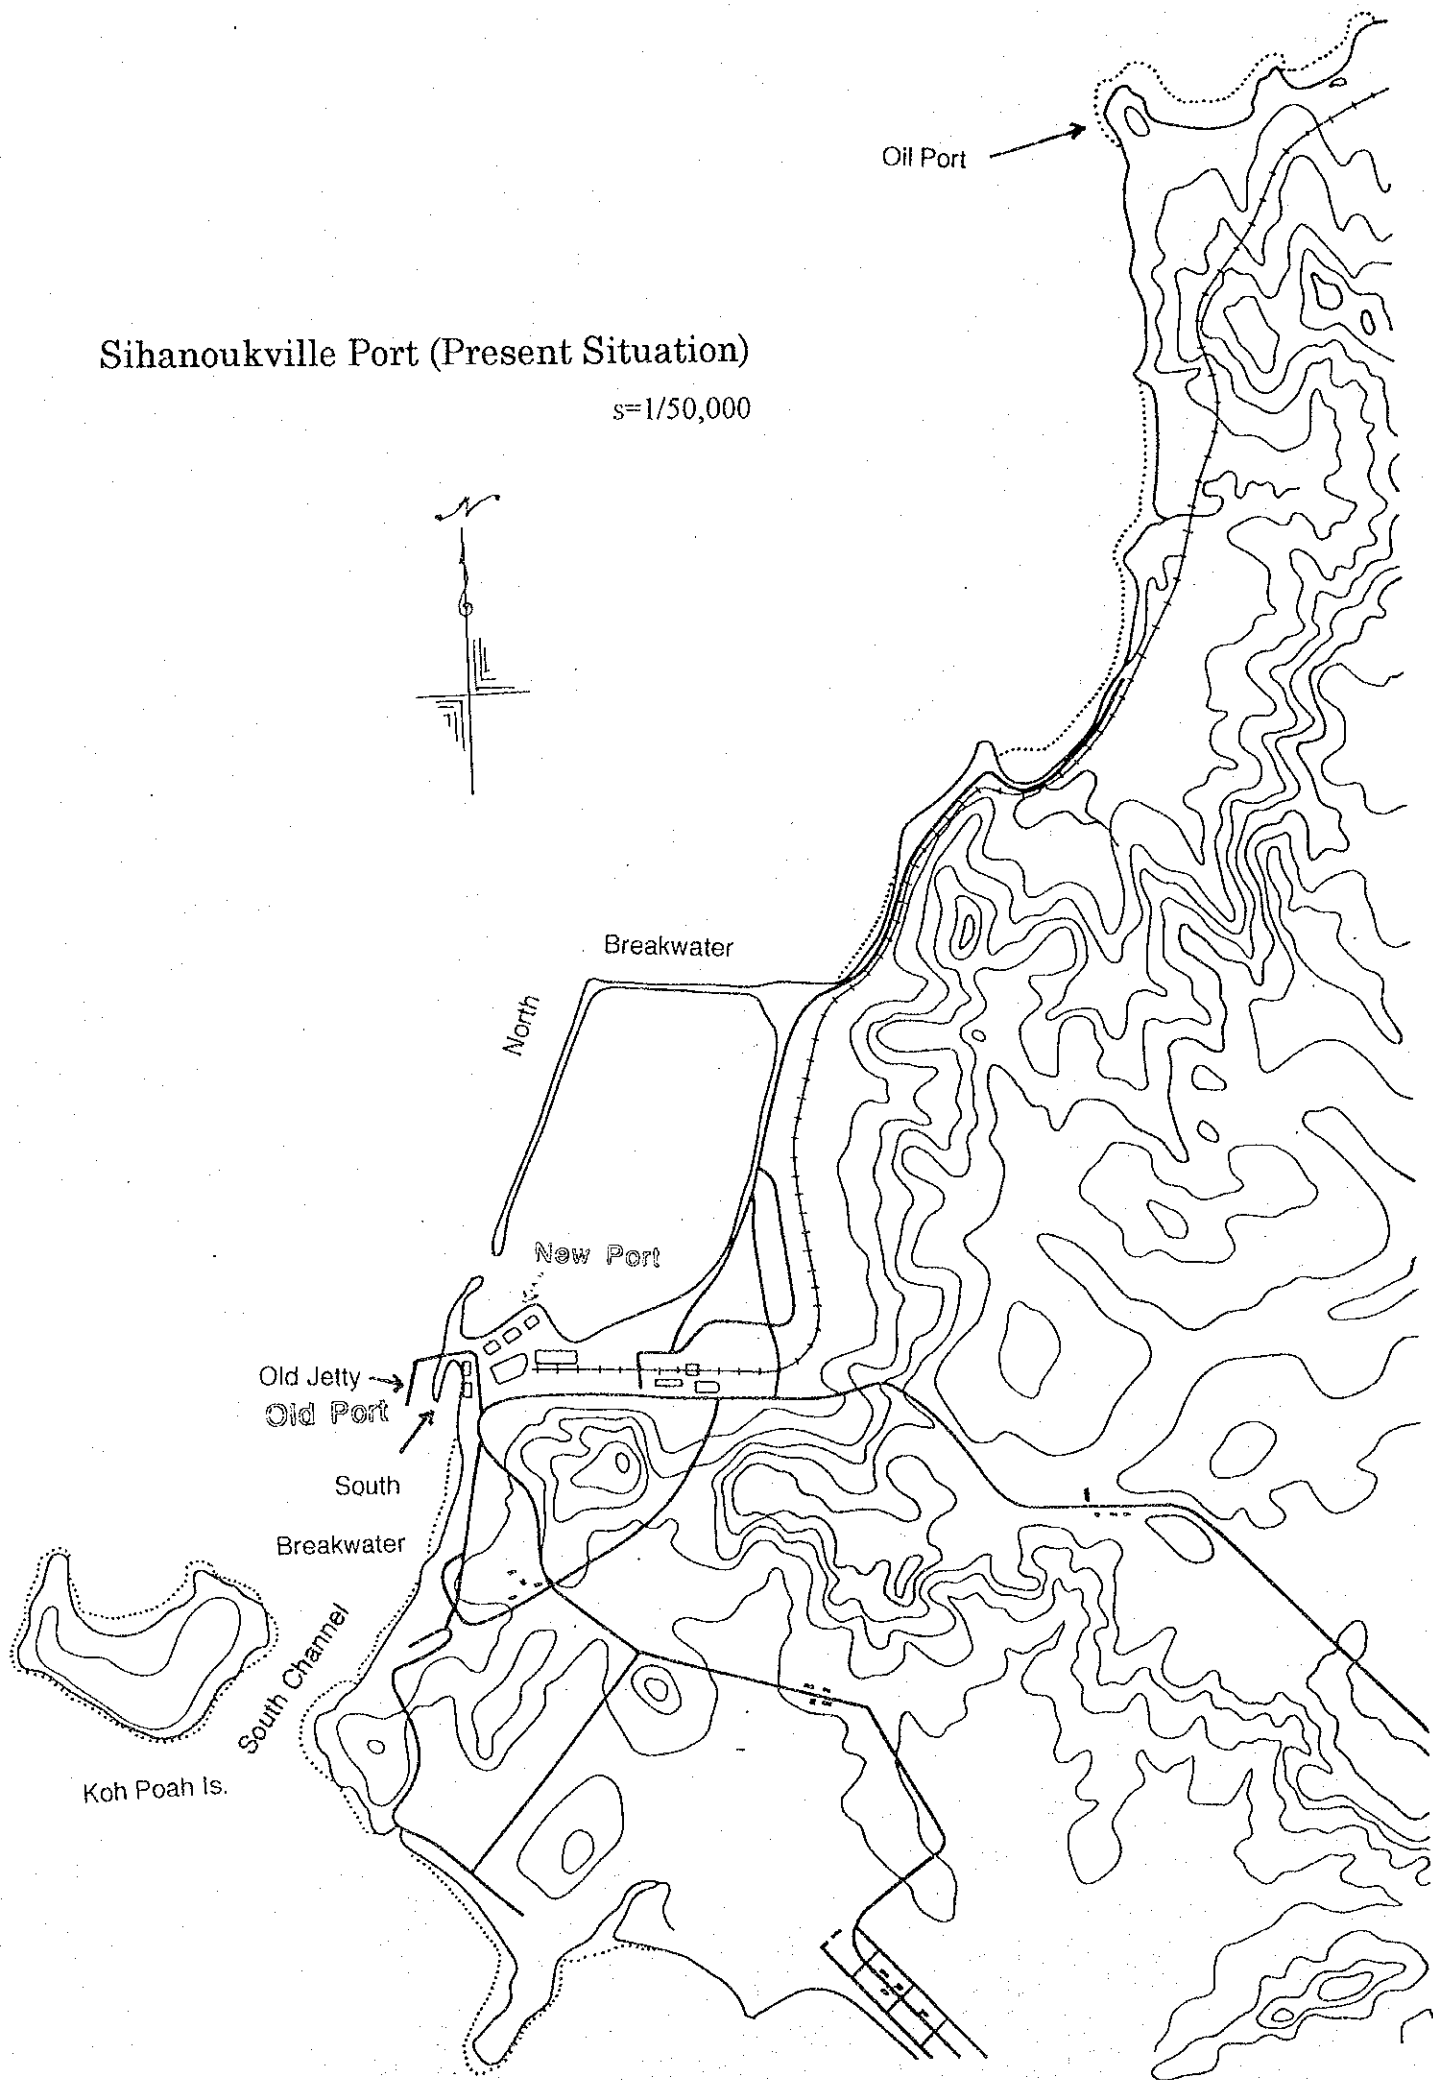 Oil Port
Sihanoukville Port (Present Situation)
s=1/50,000
N
Breakwater
North
New Port
Old Jetty
Old Port
South
Breakwater
South Channel
Koh Poah Is.